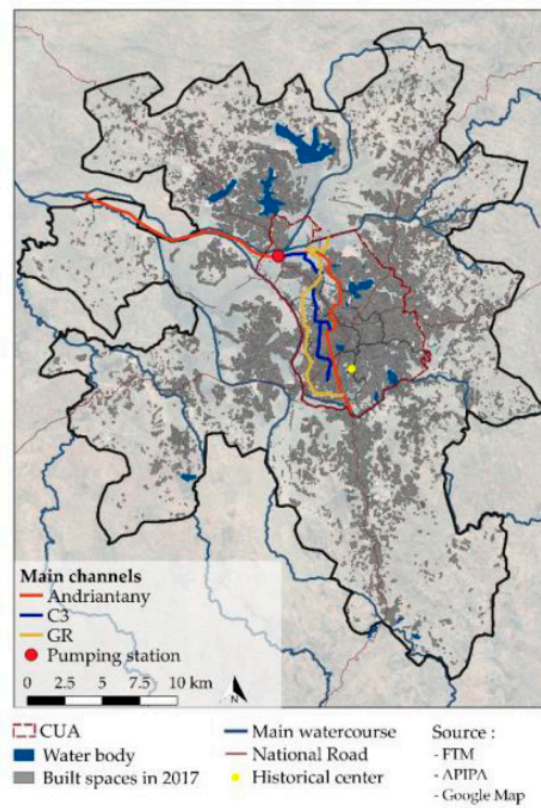 Main channels
Andriantany
C3
GR
Pumping station
0 2.5 5 7.5 10 km
N
CUA
Water body
Built spaces in 2017
Main watercourse
National Road
Historical center
Source :
- FTM
- APIPA
- Google Map